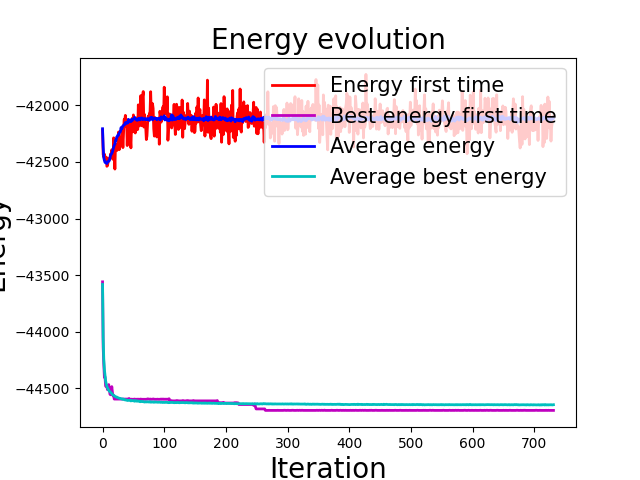 Energy evolution
Energy
Energy first time
Best energy first time
Average energy
Average best energy
−42000
−42500
−43000
−43500
−44000
−44500
0 100 200 300 400 500 600 700
Iteration